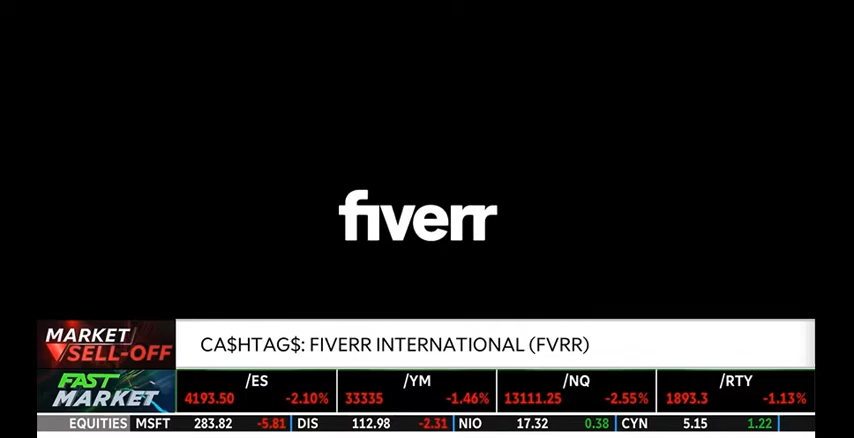 fiverr
MARKET
SELL-OFF
CA$HTAG$: FIVERR INTERNATIONAL (FVRR)
FAST
MARKET
/ES /YM /NQ /RTY
4193.50 -2.10% 33335 -1.46% 13111.25 -2.55% 1893.3 -1.13%
EQUITIES MSFT 283.82 -5.81 DIS 112.98 -2.31 NIO 17.32 0.38 CYN 5.15 1.22